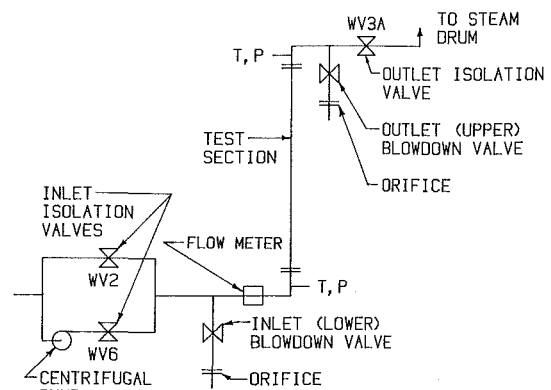 WV3A
TO STEAM
DRUM
T, P
OUTLET ISOLATION
VALVE
OUTLET (UPPER)
BLOWDOWN VALVE
TEST
SECTION
ORIFICE
INLET
ISOLATION
VALVES
FLOW METER
WV2
T, P
WV6
INLET (LOWER)
BLOWDOWN VALVE
CENTRIFUGAL
ORIFICE